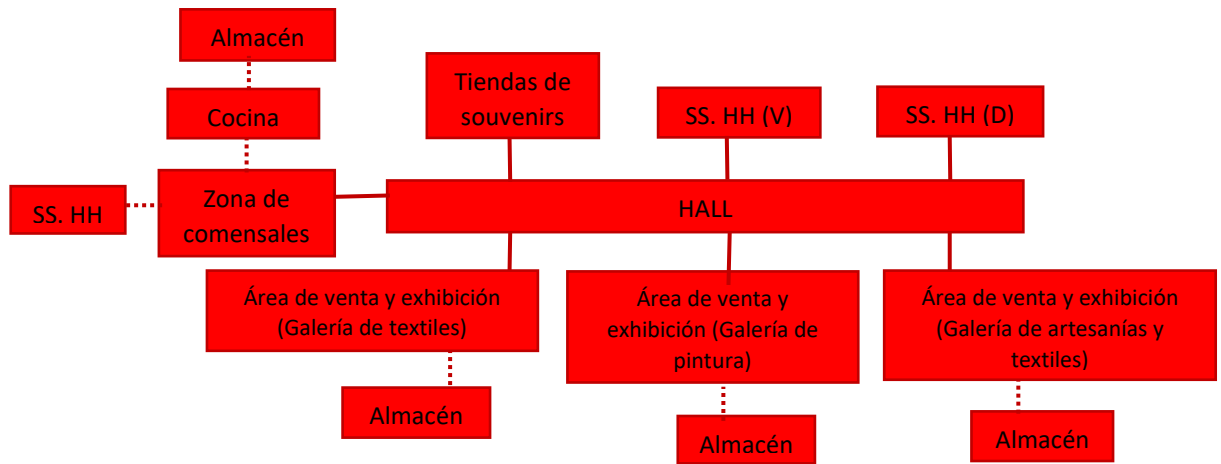 Almacén
Tiendas de
souvenirs
Cocina
SS. HH (V)
SS. HH (D)
SS. HH
Zona de
comensales
HALL
Área de venta y exhibición
(Galería de textiles)
Área de venta y
exhibición (Galería de
pintura)
Área de venta y exhibición
(Galería de artesanías y
textiles)
Almacén
Almacén
Almacén